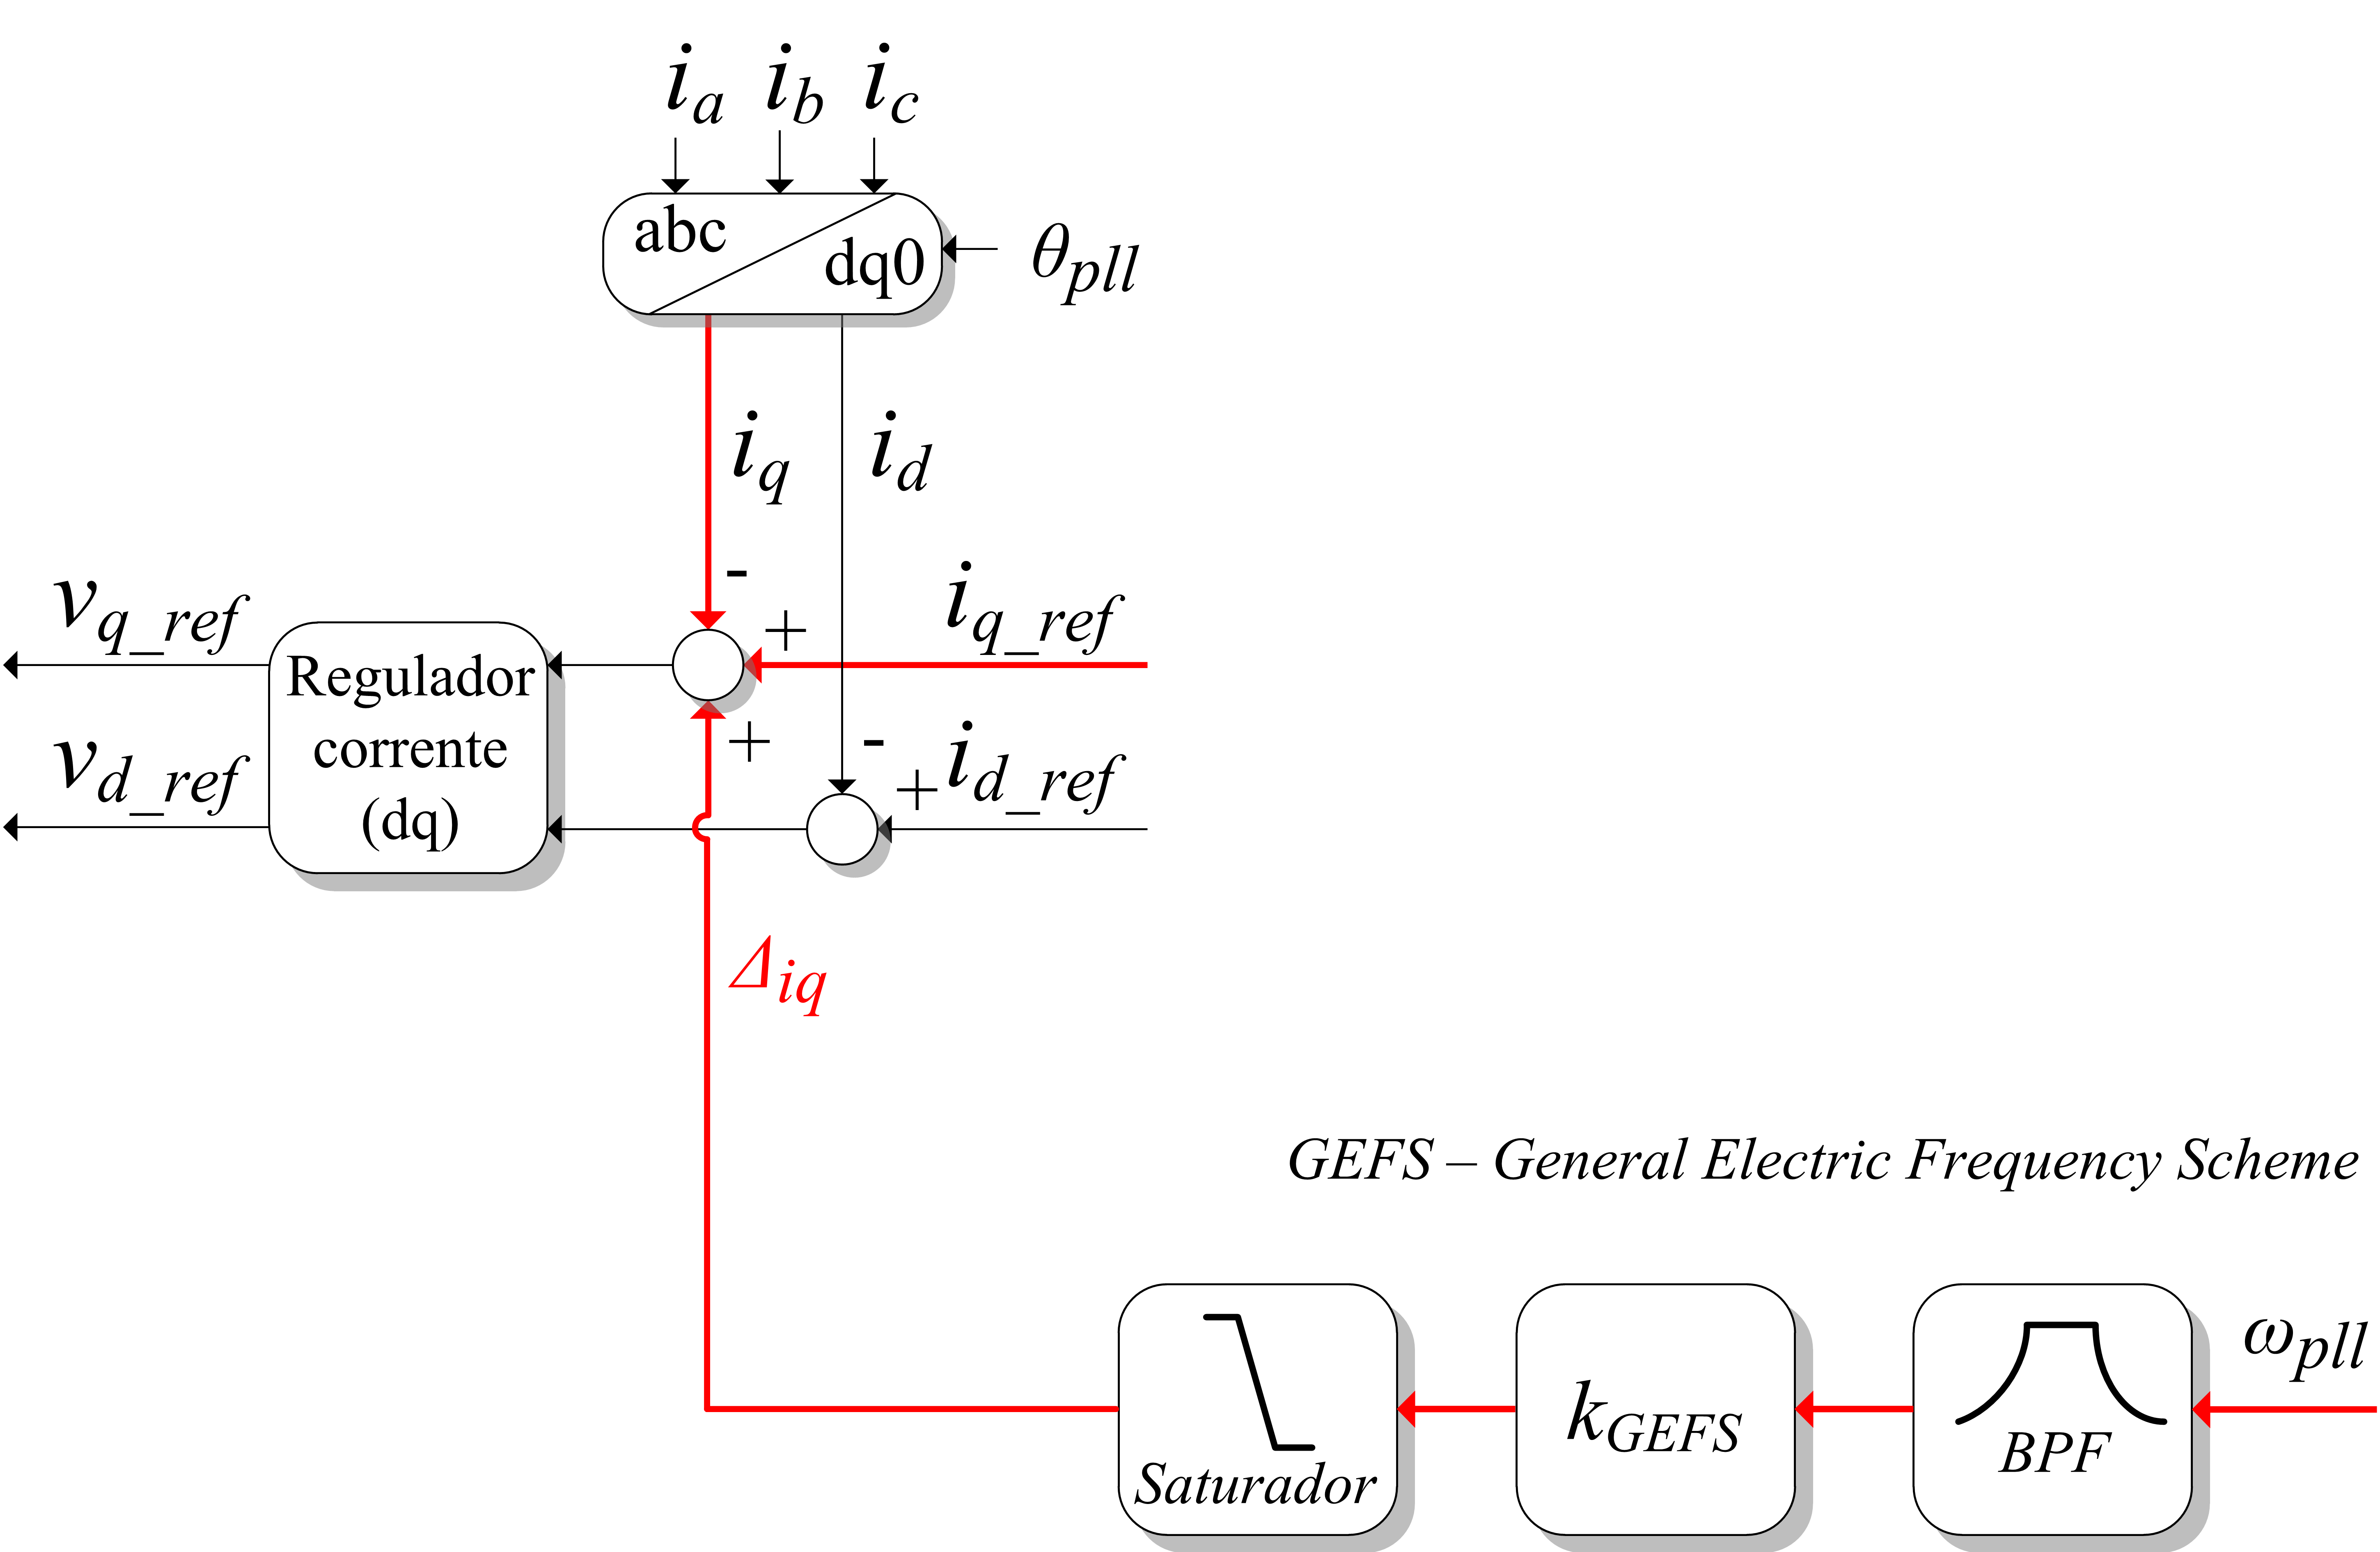 i_a i_b i_c
abc
dq0
θ_pll
i_q i_d
-
+
i_q_ref
v_q_ref
Regulador
corrente
(dq)
+
-
+
i_d_ref
v_d_ref
Δ_iq
GEFS – General Electric Frequency Scheme
ω_pll
k_GEFS
BPF
Saturador